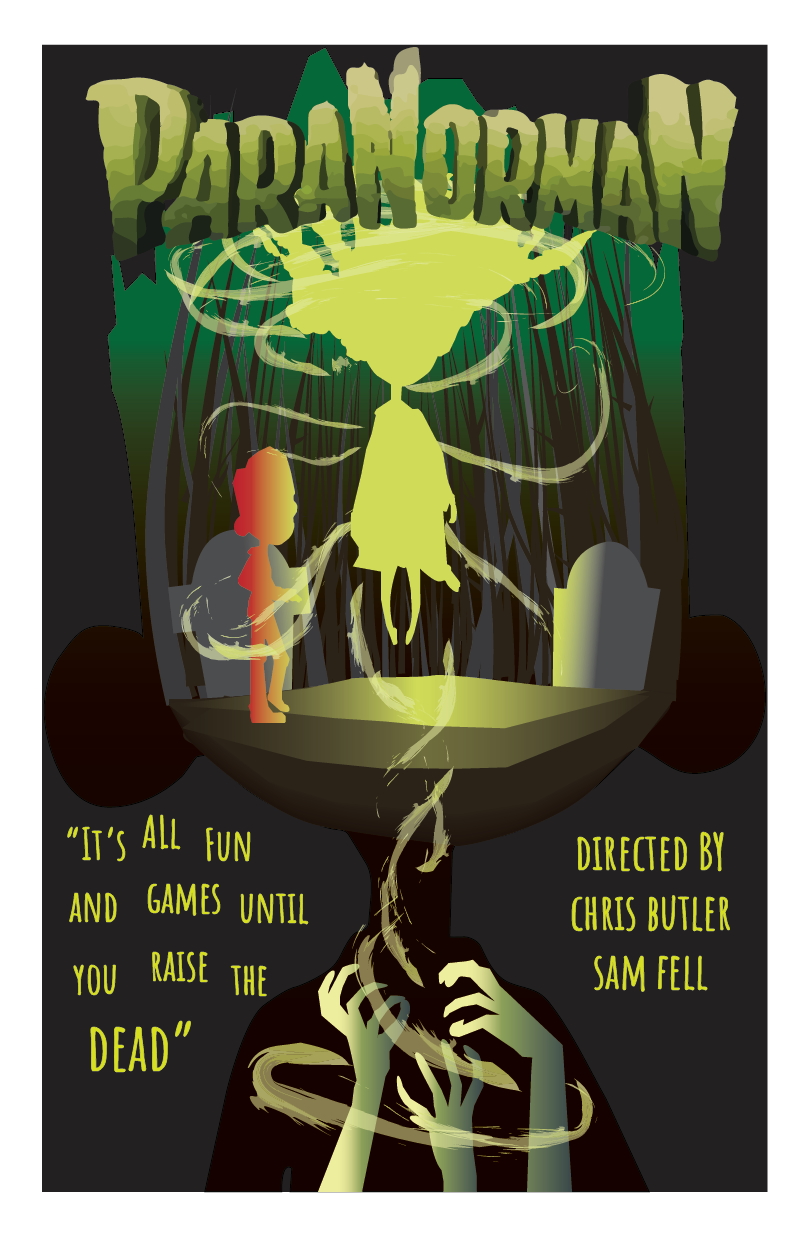 PARANORMAN
"IT'S ALL FUN
AND GAMES UNTIL
YOU RAISE THE
DEAD"
DIRECTED BY
CHRIS BUTLER
SAM FELL